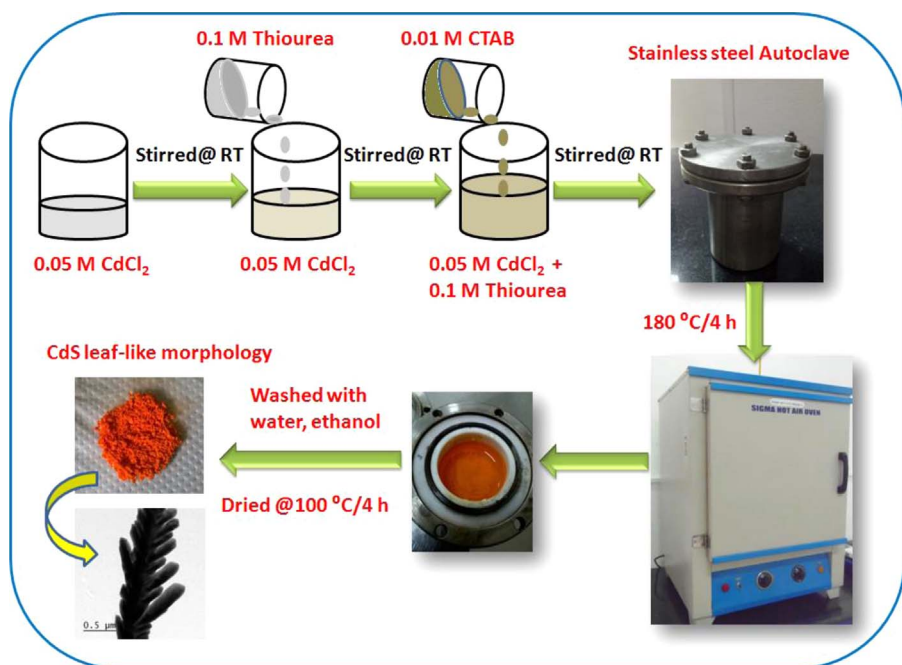 0.1 M Thiourea
0.01 M CTAB
Stainless steel Autoclave
Stirred@ RT
Stirred@ RT
Stirred@ RT
0.05 M CdCl₂
0.05 M CdCl₂
0.05 M CdCl₂ +
0.1 M Thiourea
180 ⁰C/4 h
CdS leaf-like morphology
Washed with
water, ethanol
Dried @100 ⁰C/4 h
SIGMA HOT AIR OVEN
0.5 µm